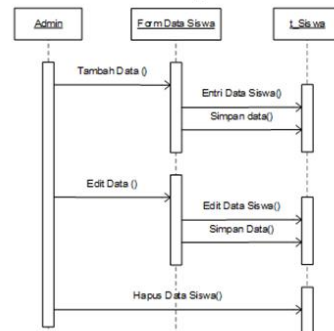 Admin
Form Data Siswa
t_Siswa
Tambah Data ()
Entri Data Siswa()
Simpan data()
Edit Data ()
Edit Data Siswa()
Simpan Data()
Hapus Data Siswa()